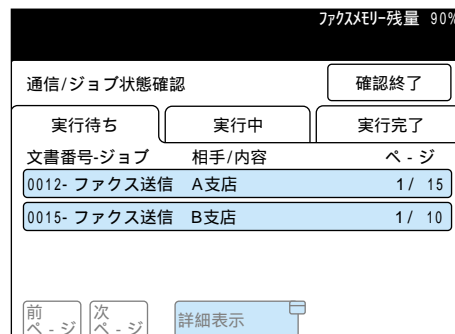 ファクスメモリー残量 90%
通信/ジョブ状態確認 確認終了
実行待ち 実行中 実行完了
文書番号-ジョブ 相手/内容 ペ-ジ
0012- ファクス送信 A支店 1/ 15
0015- ファクス送信 B支店 1/ 10
前 次
ペ-ジ ペ-ジ 詳細表示